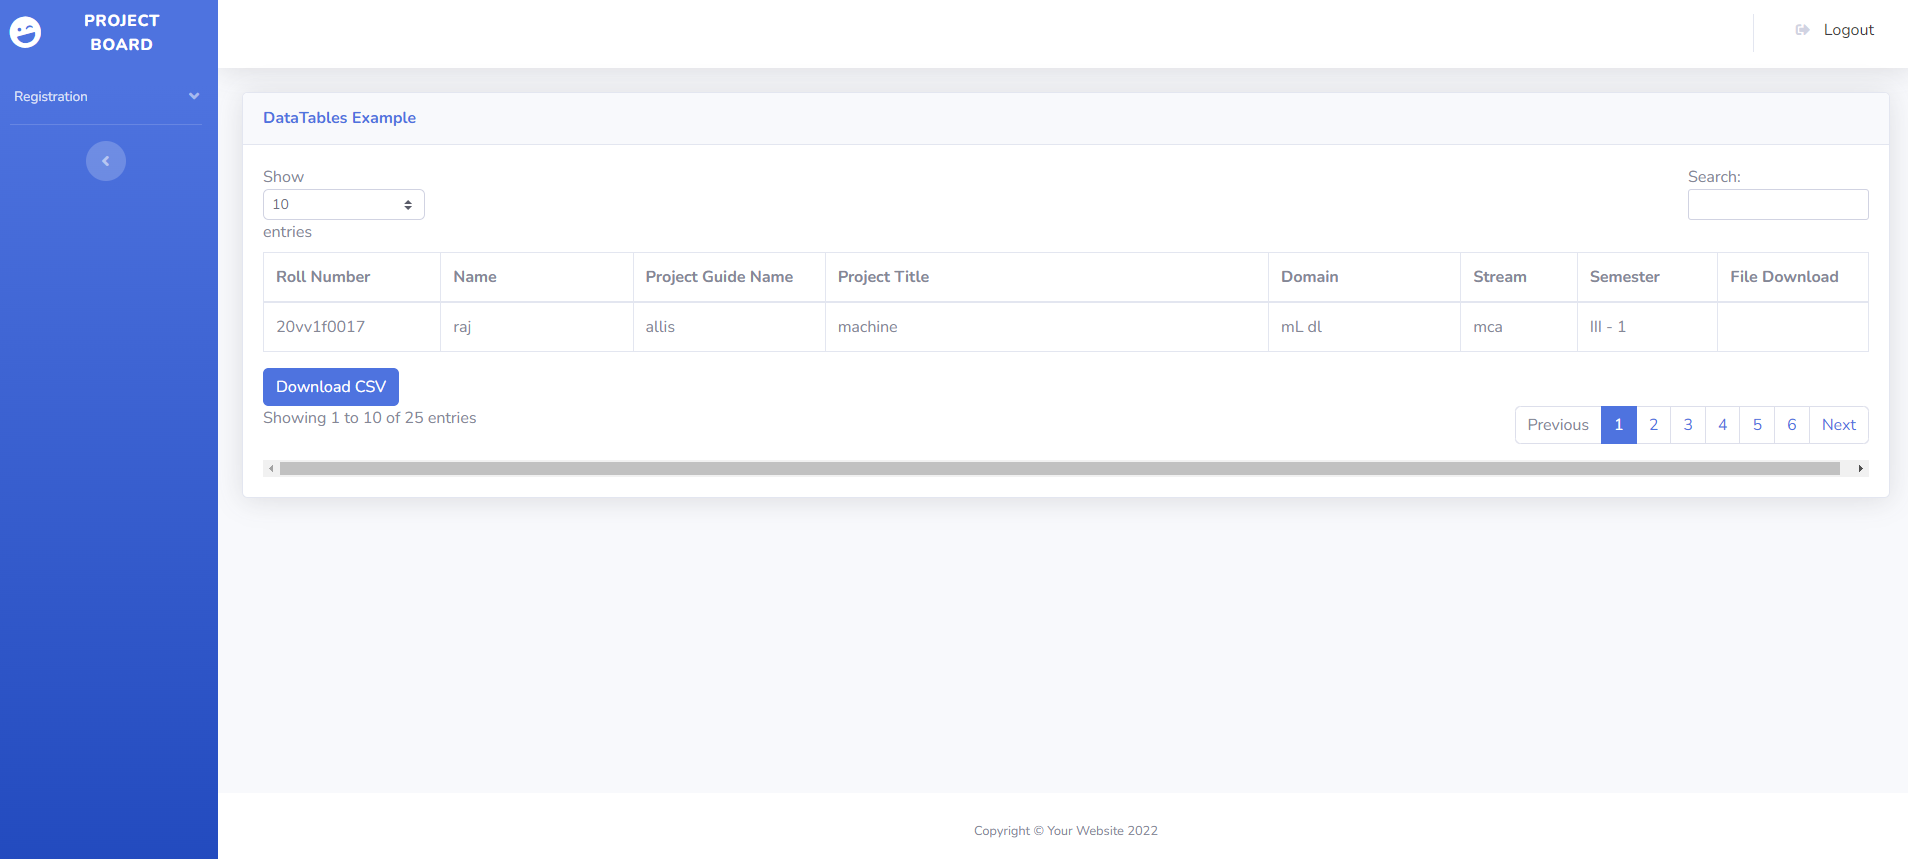 PROJECT
BOARD
Registration
Logout
DataTables Example
Show
10
entries
Search:
Roll Number Name Project Guide Name Project Title Domain Stream Semester File Download
20vv1f0017 raj allis machine mL dl mca III - 1
Download CSV
Showing 1 to 10 of 25 entries
Previous 1 2 3 4 5 6 Next
Copyright © Your Website 2022